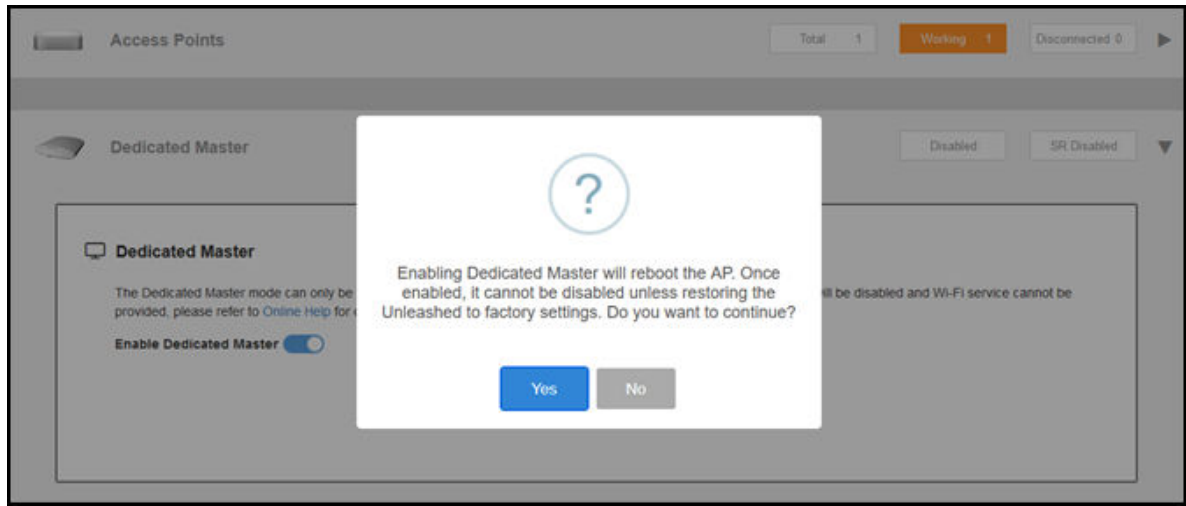 Access Points
Total 1
Working 1
Disconnected 0
Dedicated Master
Disabled
SR Disabled
?
Enabling Dedicated Master will reboot the AP. Once
enabled, it cannot be disabled unless restoring the
Unleashed to factory settings. Do you want to continue?
Yes
No
Dedicated Master
The Dedicated Master mode can only be
ill be disabled and Wi-Fi service cannot be
provided, please refer to Online Help for
Enable Dedicated Master